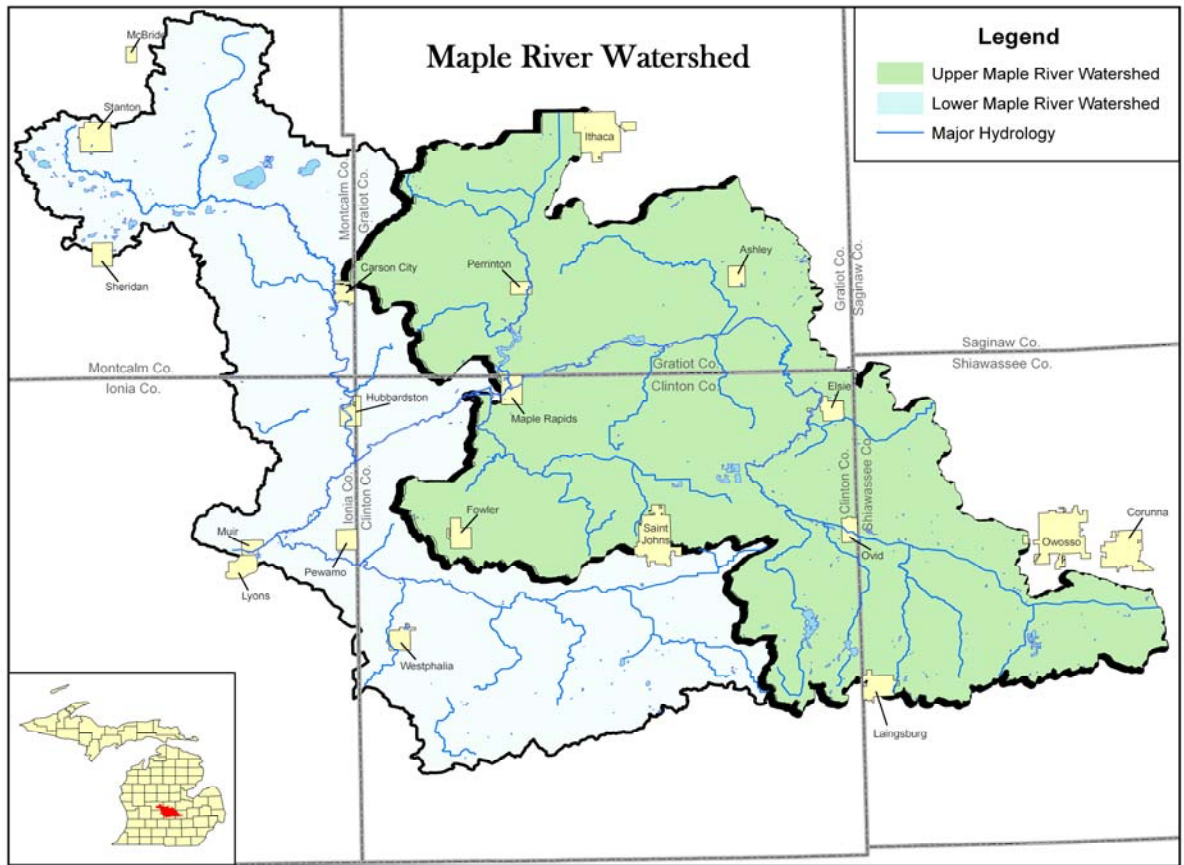 Maple River Watershed
Legend
Upper Maple River Watershed
Lower Maple River Watershed
Major Hydrology
McBride
Stanton
Sheridan
Ithaca
Montcalm Co.
Gratiot Co.
Carson City
Perrinton
Ashley
Gratiot Co.
Saginaw Co.
Saginaw Co.
Shiawassee Co.
Montcalm Co.
Ionia Co.
Gratiot Co.
Clinton Co.
Hubbardston
Maple Rapids
Elsie
Ionia Co.
Clinton Co.
Clinton Co.
Shiawassee Co.
Muir
Lyons
Pewamo
Fowler
Saint
Johns
Ovid
Owosso
Corunna
Westphalia
Laingsburg